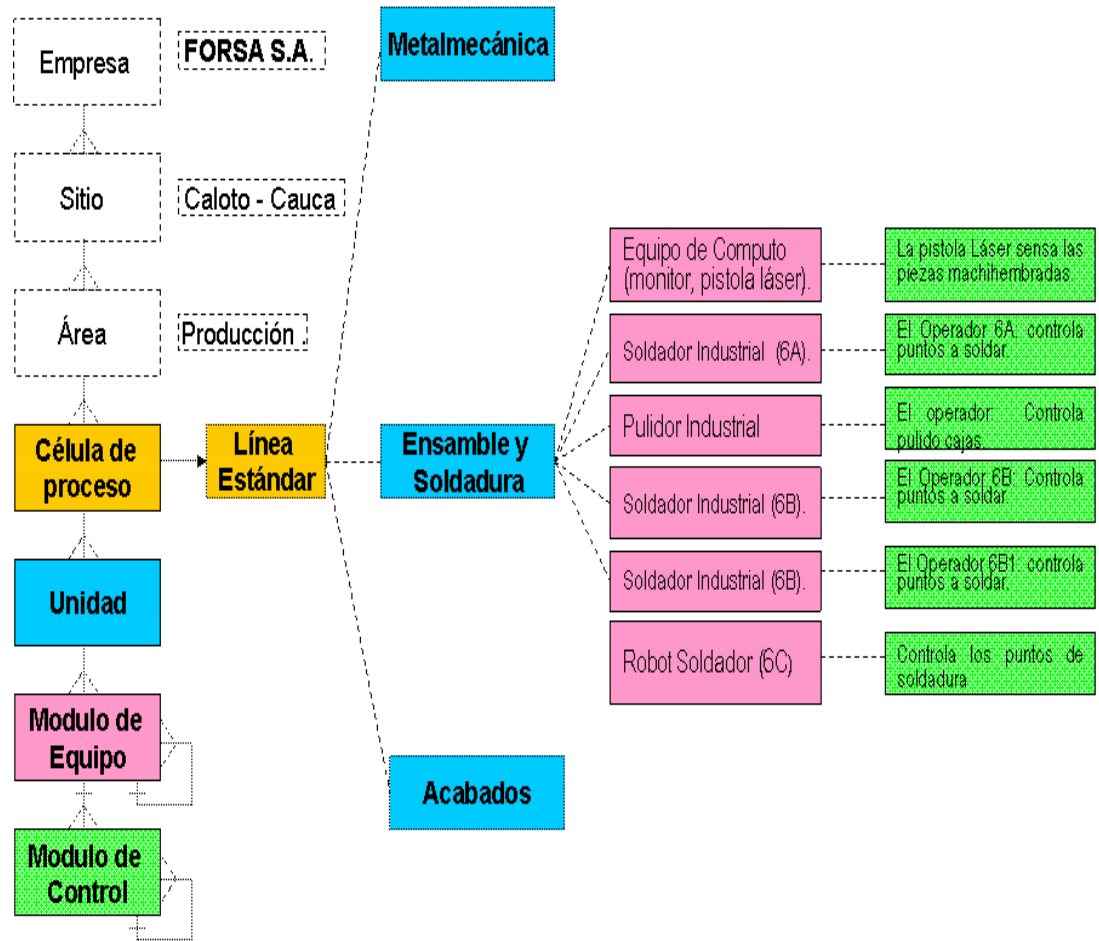 Empresa
FORSA S.A.
Sitio
Caloto - Cauca
Área
Producción .
Célula de
proceso
Unidad
Modulo de
Equipo
Modulo de
Control
Línea
Estándar
Metalmecánica
Ensamble y
Soldadura
Acabados
Equipo de Computo
(monitor, pistola láser).
Soldador Industrial (6A).
Pulidor Industrial
Soldador Industrial (6B).
Soldador Industrial (6B).
Robot Soldador (6C)
La pistola Láser sensa las
piezas machihembradas.
El Operador 6A: controla
puntos a soldar.
El operador: Controla
pulido cajas.
El Operador 6B: Controla
puntos a soldar
El Operador 6B1: controla
puntos a soldar.
Controla los puntos de
soldadura